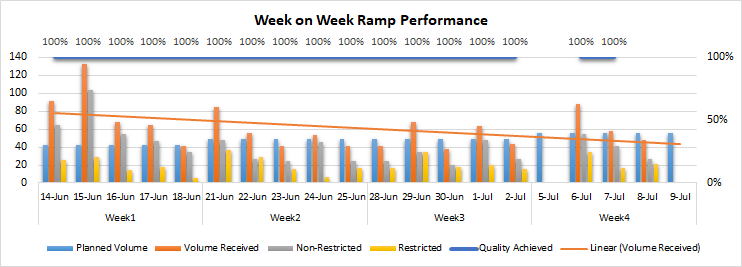 Week on Week Ramp Performance
100% 100% 100% 100% 100% 100% 100% 100% 100% 100% 100% 100% 100% 100% 100% 100% 100%
140 100%
120
100
80 50%
60
40
20
0 0%
14-Jun 15-Jun 16-Jun 17-Jun 18-Jun 21-Jun 22-Jun 23-Jun 24-Jun 25-Jun 28-Jun 29-Jun 30-Jun 1-Jul 2-Jul 5-Jul 6-Jul 7-Jul 8-Jul 9-Jul
Week1 Week2 Week3 Week4
Planned Volume Volume Received Non-Restricted Restricted Quality Achieved Linear (Volume Received)